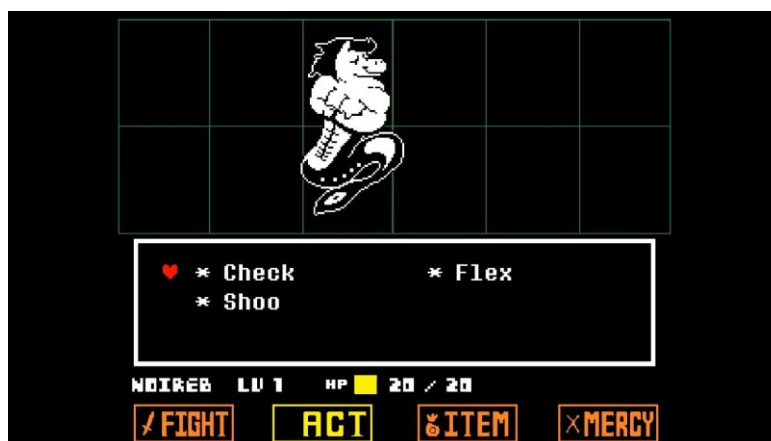 * Check * Flex
* Shoo
NOIREB LV 1 HP 20 / 20
FIGHT ACT ITEM MERCY